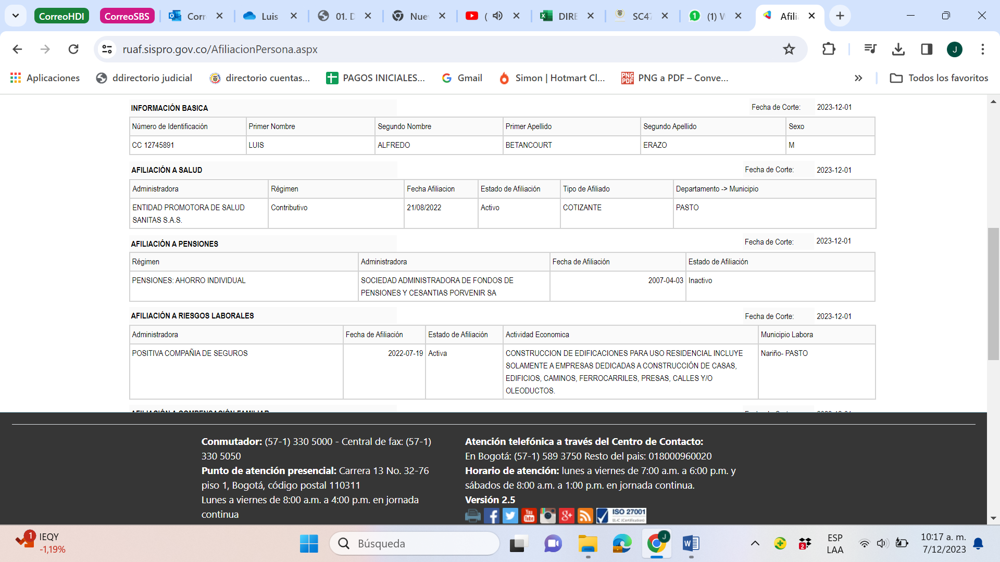 CorreoHDI
CorreoSBS
Corr
Luis
01. D
Nue
(
DIRE
SC47
(1) W
Afili
ruaf.sispro.gov.co/AfiliacionPersona.aspx
J
Aplicaciones
ddirectorio judicial
directorio cuentas...
PAGOS INICIALES...
Gmail
Simon | Hotmart Cl...
PNG a PDF – Conve...
Todos los favoritos
INFORMACIÓN BASICA
Fecha de Corte: 2023-12-01
Número de Identificación Primer Nombre Segundo Nombre Primer Apellido Segundo Apellido Sexo
CC 12745891 LUIS ALFREDO BETANCOURT ERAZO M
AFILIACIÓN A SALUD
Fecha de Corte: 2023-12-01
Administradora Régimen Fecha Afiliacion Estado de Afiliación Tipo de Afiliado Departamento -> Municipio
ENTIDAD PROMOTORA DE SALUD Contributivo 21/08/2022 Activo COTIZANTE PASTO
SANITAS S.A.S.
AFILIACIÓN A PENSIONES
Fecha de Corte: 2023-12-01
Régimen Administradora Fecha de Afiliación Estado de Afiliación
PENSIONES: AHORRO INDIVIDUAL SOCIEDAD ADMINISTRADORA DE FONDOS DE 2007-04-03 Inactivo
PENSIONES Y CESANTIAS PORVENIR SA
AFILIACIÓN A RIESGOS LABORALES
Fecha de Corte: 2023-12-01
Administradora Fecha de Afiliación Estado de Afiliación Actividad Economica Municipio Labora
POSITIVA COMPAÑIA DE SEGUROS 2022-07-19 Activa CONSTRUCCION DE EDIFICACIONES PARA USO RESIDENCIAL INCLUYE Nariño- PASTO
SOLAMENTE A EMPRESAS DEDICADAS A CONSTRUCCIÓN DE CASAS,
EDIFICIOS, CAMINOS, FERROCARRILES, PRESAS, CALLES Y/O
OLEODUCTOS.
AFILIACIÓN A COMPENSACIÓN FAMILIAR
Fecha de Corte: 2023-12-01
Conmutador: (57-1) 330 5000 - Central de fax: (57-1)
330 5050
Punto de atención presencial: Carrera 13 No. 32-76
piso 1, Bogotá, código postal 110311
Lunes a viernes de 8:00 a.m. a 4:00 p.m. en jornada
continua
Atención telefónica a través del Centro de Contacto:
En Bogotá: (57-1) 589 3750 Resto del pais: 018000960020
Horario de atención: lunes a viernes de 7:00 a.m. a 6:00 p.m. y
sábados de 8:00 a.m. a 1:00 p.m. en jornada continua.
Versión 2.5
ISO 27001
IEQY
-1,19%
Búsqueda
ESP
LAA
10:17 a. m.
7/12/2023